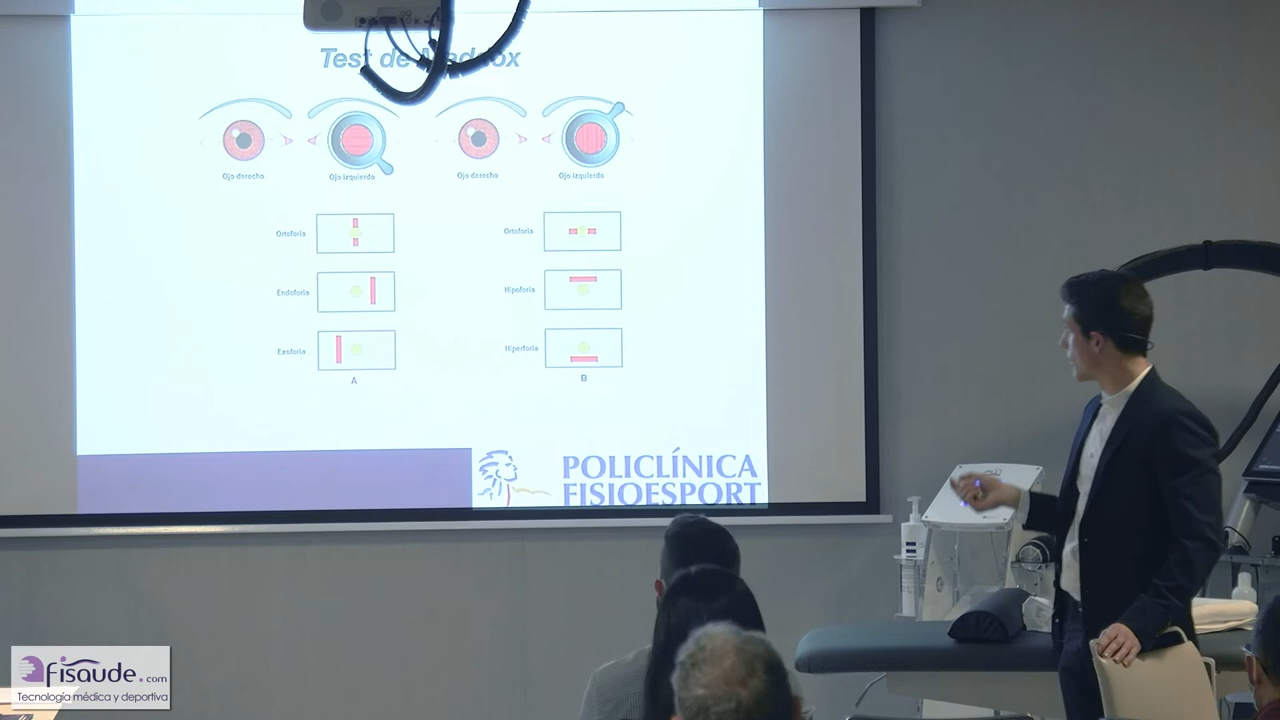 Test de Maddox
Ojo derecho
Ojo izquierdo
Ojo derecho
Ojo izquierdo
Ortoforia
Ortoforia
Endoforia
Hipoforia
Exoforia
Hiperforia
A
B
POLICLÍNICA
FISIOESPORT
fisaude.com
Tecnología médica y deportiva